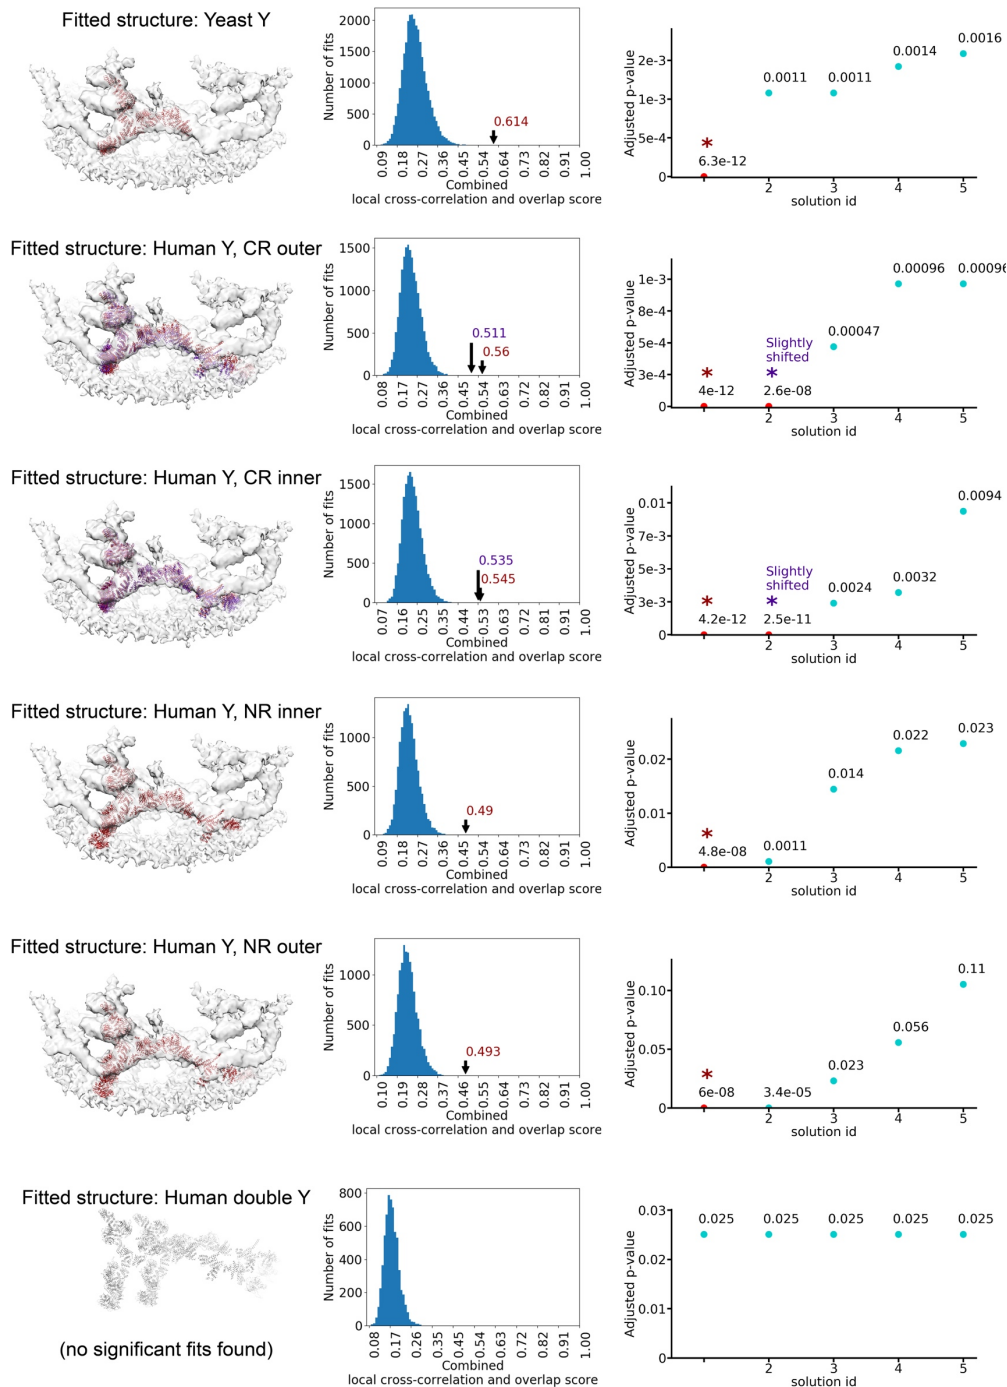 Fitted structure: Yeast Y
Number of fits
2000
1500
1000
500
0
0.614
0.09 0.18 0.27 0.36 0.45 0.54 0.64 0.73 0.82 0.91 1.00
Combined
local cross-correlation and overlap score
Adjusted p-value
2e-3
1e-3
5e-4
0
*
6.3e-12
0.0011
0.0011
0.0014
0.0016
2 3 4 5
solution id
Fitted structure: Human Y, CR outer
Number of fits
1500
1000
500
0
0.511
0.56
0.08 0.17 0.26 0.35 0.45 0.54 0.63 0.72 0.82 0.91 1.00
Combined
local cross-correlation and overlap score
Adjusted p-value
1e-3
8e-4
5e-4
3e-4
0
*
4e-12
Slightly
shifted
*
2.6e-08
0.00047
0.00096
0.00096
2 3 4 5
solution id
Fitted structure: Human Y, CR inner
Number of fits
1500
1000
500
0
0.535
0.545
0.07 0.16 0.25 0.35 0.44 0.53 0.63 0.72 0.82 0.91 1.00
Combined
local cross-correlation and overlap score
Adjusted p-value
0.01
7e-3
5e-3
3e-3
0
*
4.2e-12
Slightly
shifted
*
2.5e-11
0.0024
0.0032
0.0094
2 3 4 5
solution id
Fitted structure: Human Y, NR inner
Number of fits
1000
500
0
0.49
0.09 0.18 0.27 0.36 0.45 0.54 0.63 0.72 0.82 0.91 1.00
Combined
local cross-correlation and overlap score
Adjusted p-value
0.02
0.01
0
*
4.8e-08
0.0011
0.014
0.022
0.023
2 3 4 5
solution id
Fitted structure: Human Y, NR outer
Number of fits
1000
500
0
0.493
0.10 0.19 0.28 0.37 0.46 0.55 0.64 0.73 0.82 0.91 1.00
Combined
local cross-correlation and overlap score
Adjusted p-value
0.10
0.05
0
*
6e-08
3.4e-05
0.023
0.056
0.11
2 3 4 5
solution id
Fitted structure: Human double Y
(no significant fits found)
Number of fits
800
600
400
200
0
0.08 0.17 0.26 0.35 0.45 0.54 0.63 0.72 0.82 0.91 1.00
Combined
local cross-correlation and overlap score
Adjusted p-value
0.03
0.02
0.01
0
0.025
0.025
0.025
0.025
0.025
2 3 4 5
solution id